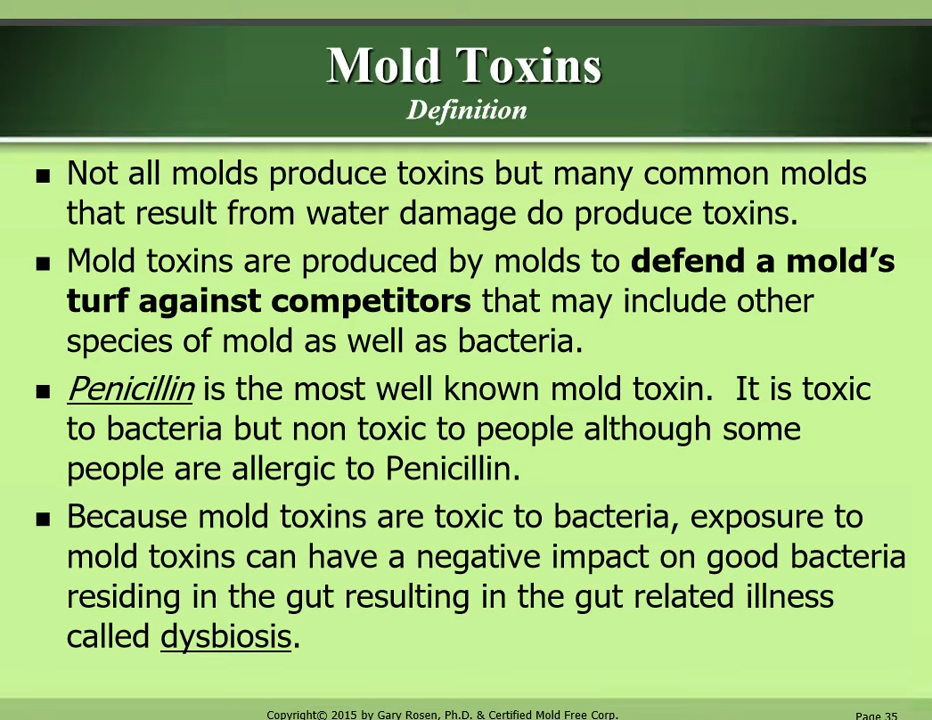 Mold Toxins
Definition
Not all molds produce toxins but many common molds
that result from water damage do produce toxins.
Mold toxins are produced by molds to defend a mold’s
turf against competitors that may include other
species of mold as well as bacteria.
Penicillin is the most well known mold toxin.  It is toxic
to bacteria but non toxic to people although some
people are allergic to Penicillin.
Because mold toxins are toxic to bacteria, exposure to
mold toxins can have a negative impact on good bacteria
residing in the gut resulting in the gut related illness
called dysbiosis.
Copyright© 2015 by Gary Rosen, Ph.D. & Certified Mold Free Corp.
Page 35